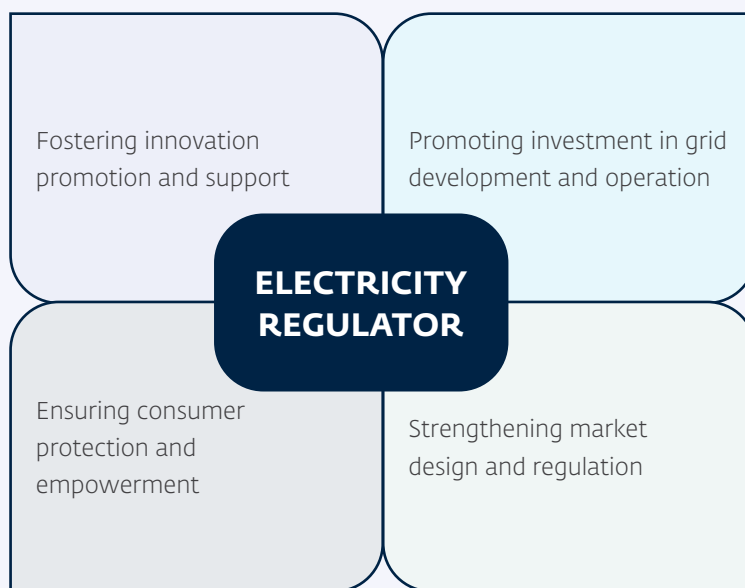 Fostering innovation
promotion and support
Promoting investment in grid
development and operation
ELECTRICITY
REGULATOR
Ensuring consumer
protection and
empowerment
Strengthening market
design and regulation